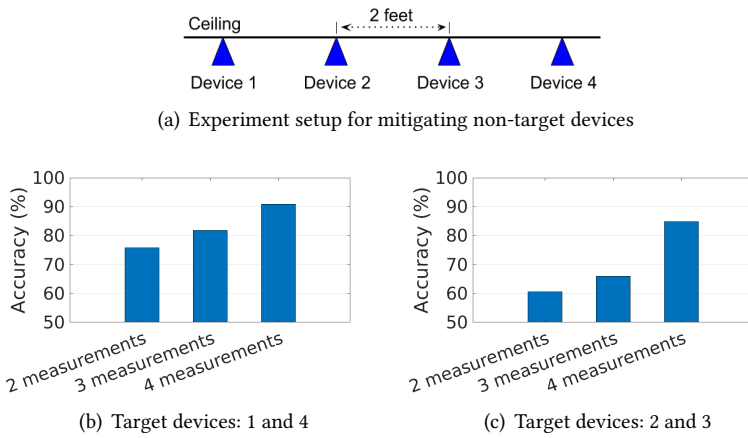 Ceiling
2 feet
Device 1 Device 2 Device 3 Device 4
(a) Experiment setup for mitigating non-target devices
Accuracy (%)
100
90
80
70
60
50
2 measurements
3 measurements
4 measurements
(b) Target devices: 1 and 4
Accuracy (%)
100
90
80
70
60
50
2 measurements
3 measurements
4 measurements
(c) Target devices: 2 and 3